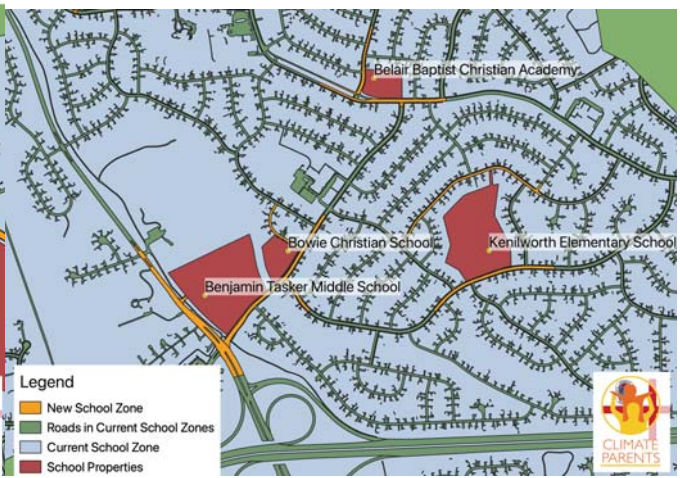 Belair Baptist Christian Academy
Bowie Christian School
Kenilworth Elementary School
Benjamin Tasker Middle School
Legend
New School Zone
Roads in Current School Zones
Current School Zone
School Properties
CLIMATE
PARENTS